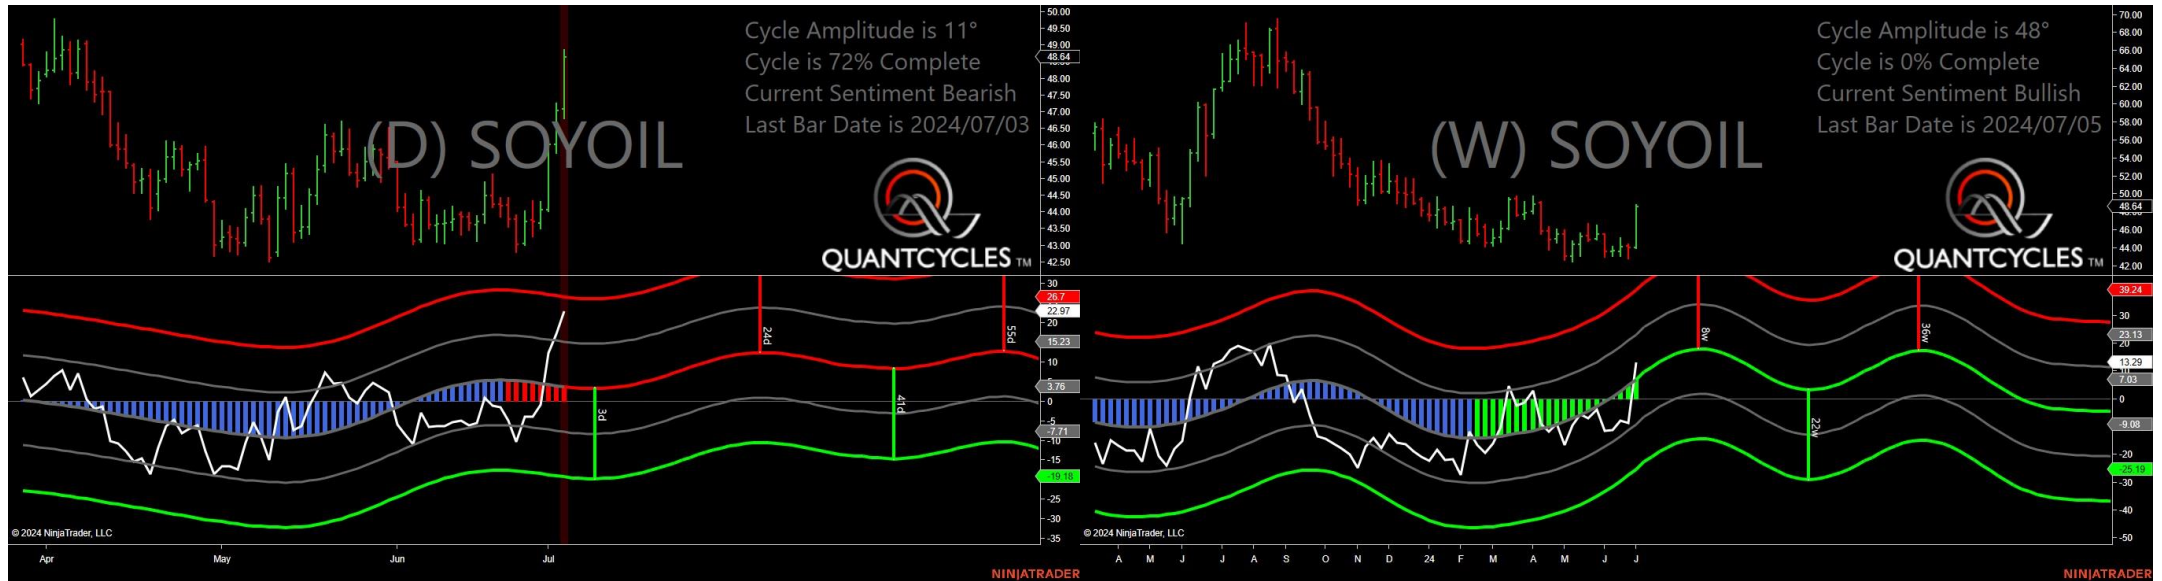 Cycle Amplitude is 11°
Cycle is 72% Complete
Current Sentiment Bearish
Last Bar Date is 2024/07/03
(D) SOYOIL
QUANTCYCLES TM
50.00
49.50
49.00
48.64
48.00
47.50
47.00
46.50
46.00
45.50
45.00
44.50
44.00
43.50
43.00
42.50
30
26.7
22.97
20
15.23
10
3.76
0
-5
-7.71
-10
-15
-19.18
-25
-30
-35
24d
55d
3d
41d
© 2024 NinjaTrader, LLC
Apr May Jun Jul
NINJATRADER
Cycle Amplitude is 48°
Cycle is 0% Complete
Current Sentiment Bullish
Last Bar Date is 2024/07/05
(W) SOYOIL
QUANTCYCLES TM
70.00
68.00
66.00
64.00
62.00
60.00
58.00
56.00
54.00
52.00
50.00
48.64
46.00
44.00
42.00
39.24
30
23.13
20
13.29
7.03
0
-9.08
-20
-25.19
-30
-40
-50
8w
36w
22w
© 2024 NinjaTrader, LLC
A M J J A S O N D 24 F M A M J J
NINJATRADER